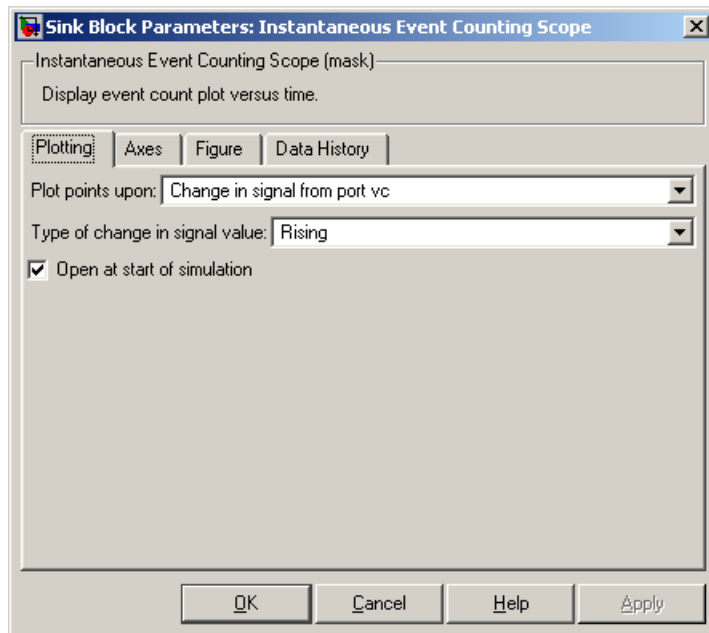 Sink Block Parameters: Instantaneous Event Counting Scope
Instantaneous Event Counting Scope (mask)
Display event count plot versus time.
Plotting Axes Figure Data History
Plot points upon: Change in signal from port vc
Type of change in signal value: Rising
Open at start of simulation
OK Cancel Help Apply